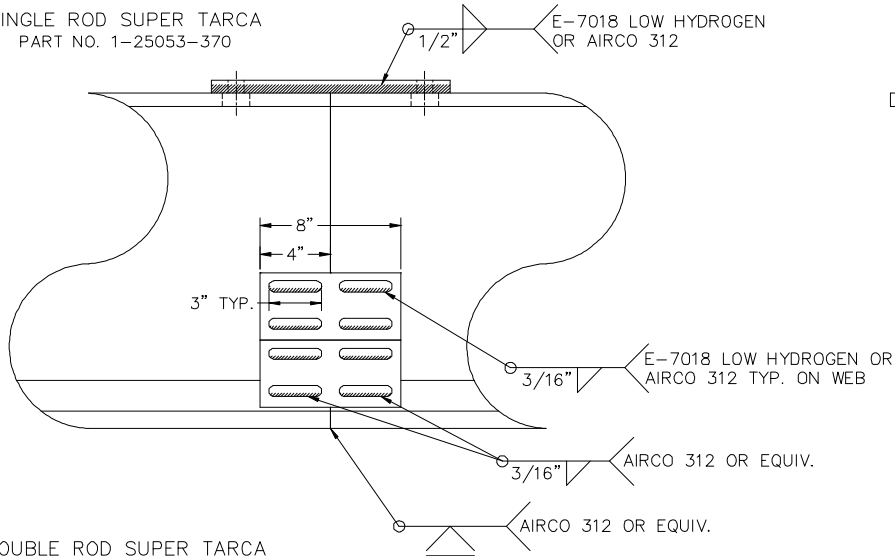 INGLE ROD SUPER TARCA
PART NO. 1-25053-370
1/2"
E-7018 LOW HYDROGEN
OR AIRCO 312
8"
4"
3" TYP.
3/16"
E-7018 LOW HYDROGEN OR
AIRCO 312 TYP. ON WEB
3/16"
AIRCO 312 OR EQUIV.
AIRCO 312 OR EQUIV.
OUBLE ROD SUPER TARCA